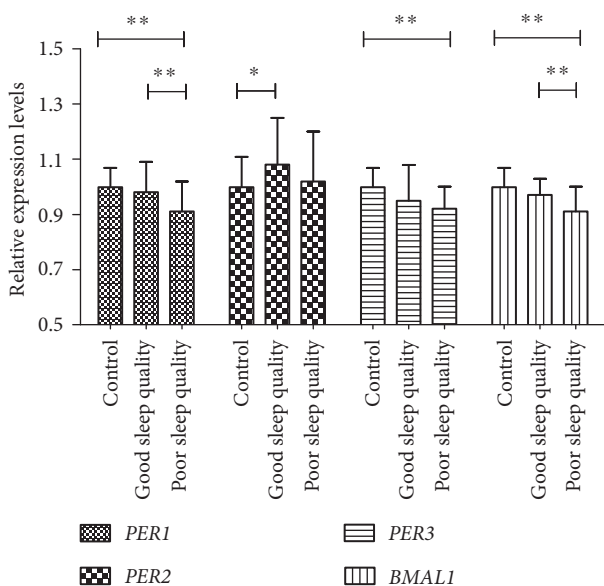 ** ** **
** * **
1.5
1.3
1.1
0.9
0.7
0.5
Relative expression levels
Control
Good sleep quality
Poor sleep quality
Control
Good sleep quality
Poor sleep quality
Control
Good sleep quality
Poor sleep quality
Control
Good sleep quality
Poor sleep quality
PER1
PER2
PER3
BMAL1